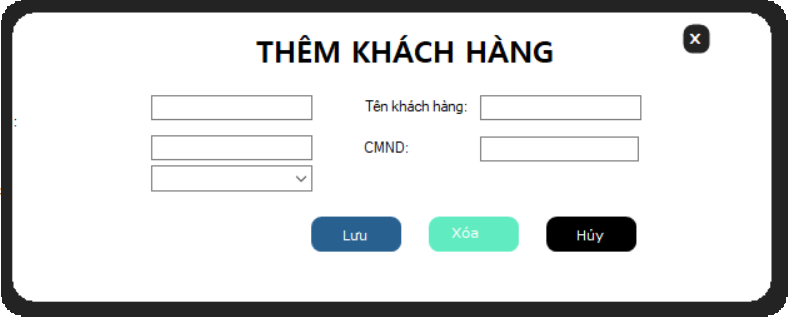 THÊM KHÁCH HÀNG
X
Tên khách hàng:
:
CMND:
Lưu
Xóa
Hủy